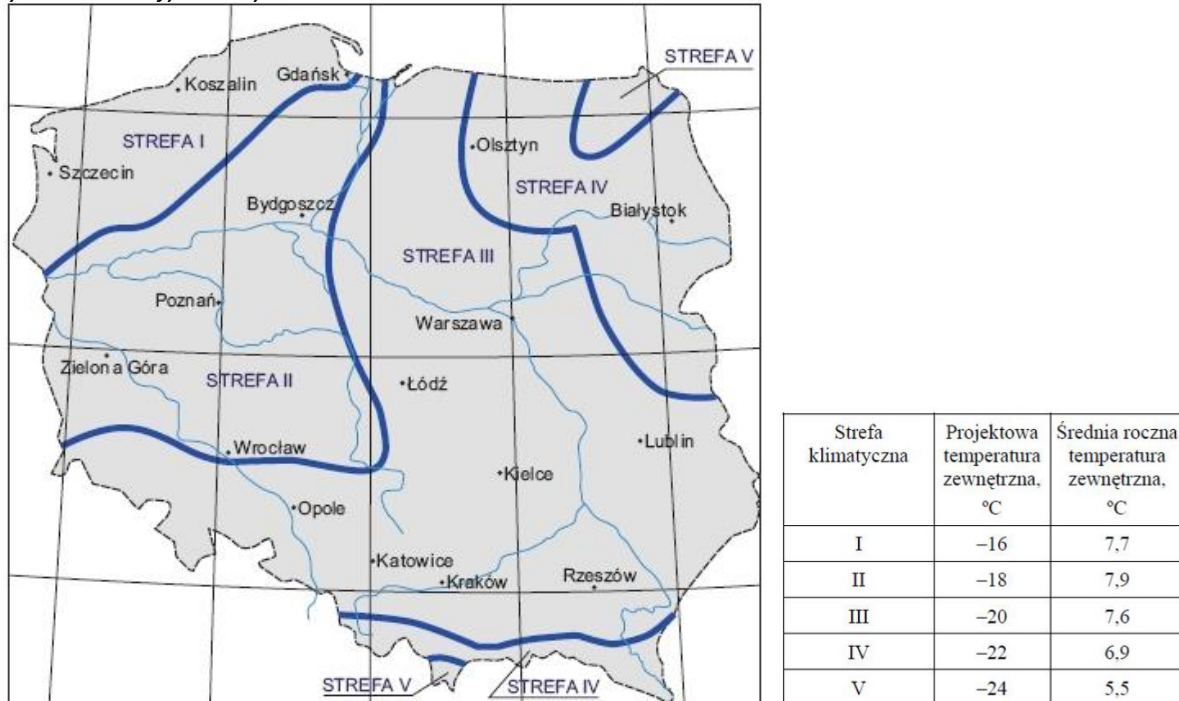 STREFA V
Gdańsk
Koszalin
STREFA I
Olsztyn
Szczecin
STREFA IV
Bydgoszcz
Białystok
STREFA III
Poznań
Warszawa
Zielona Góra
STREFA II
Łódź
Wrocław
Lublin
Kielce
Opole
Katowice
Kraków
Rzeszów
STREFA V
STREFA IV
Strefa klimatyczna
Projektowa temperatura zewnętrzna, ºC
Średnia roczna temperatura zewnętrzna, ºC
I –16 7,7
II –18 7,9
III –20 7,6
IV –22 6,9
V –24 5,5